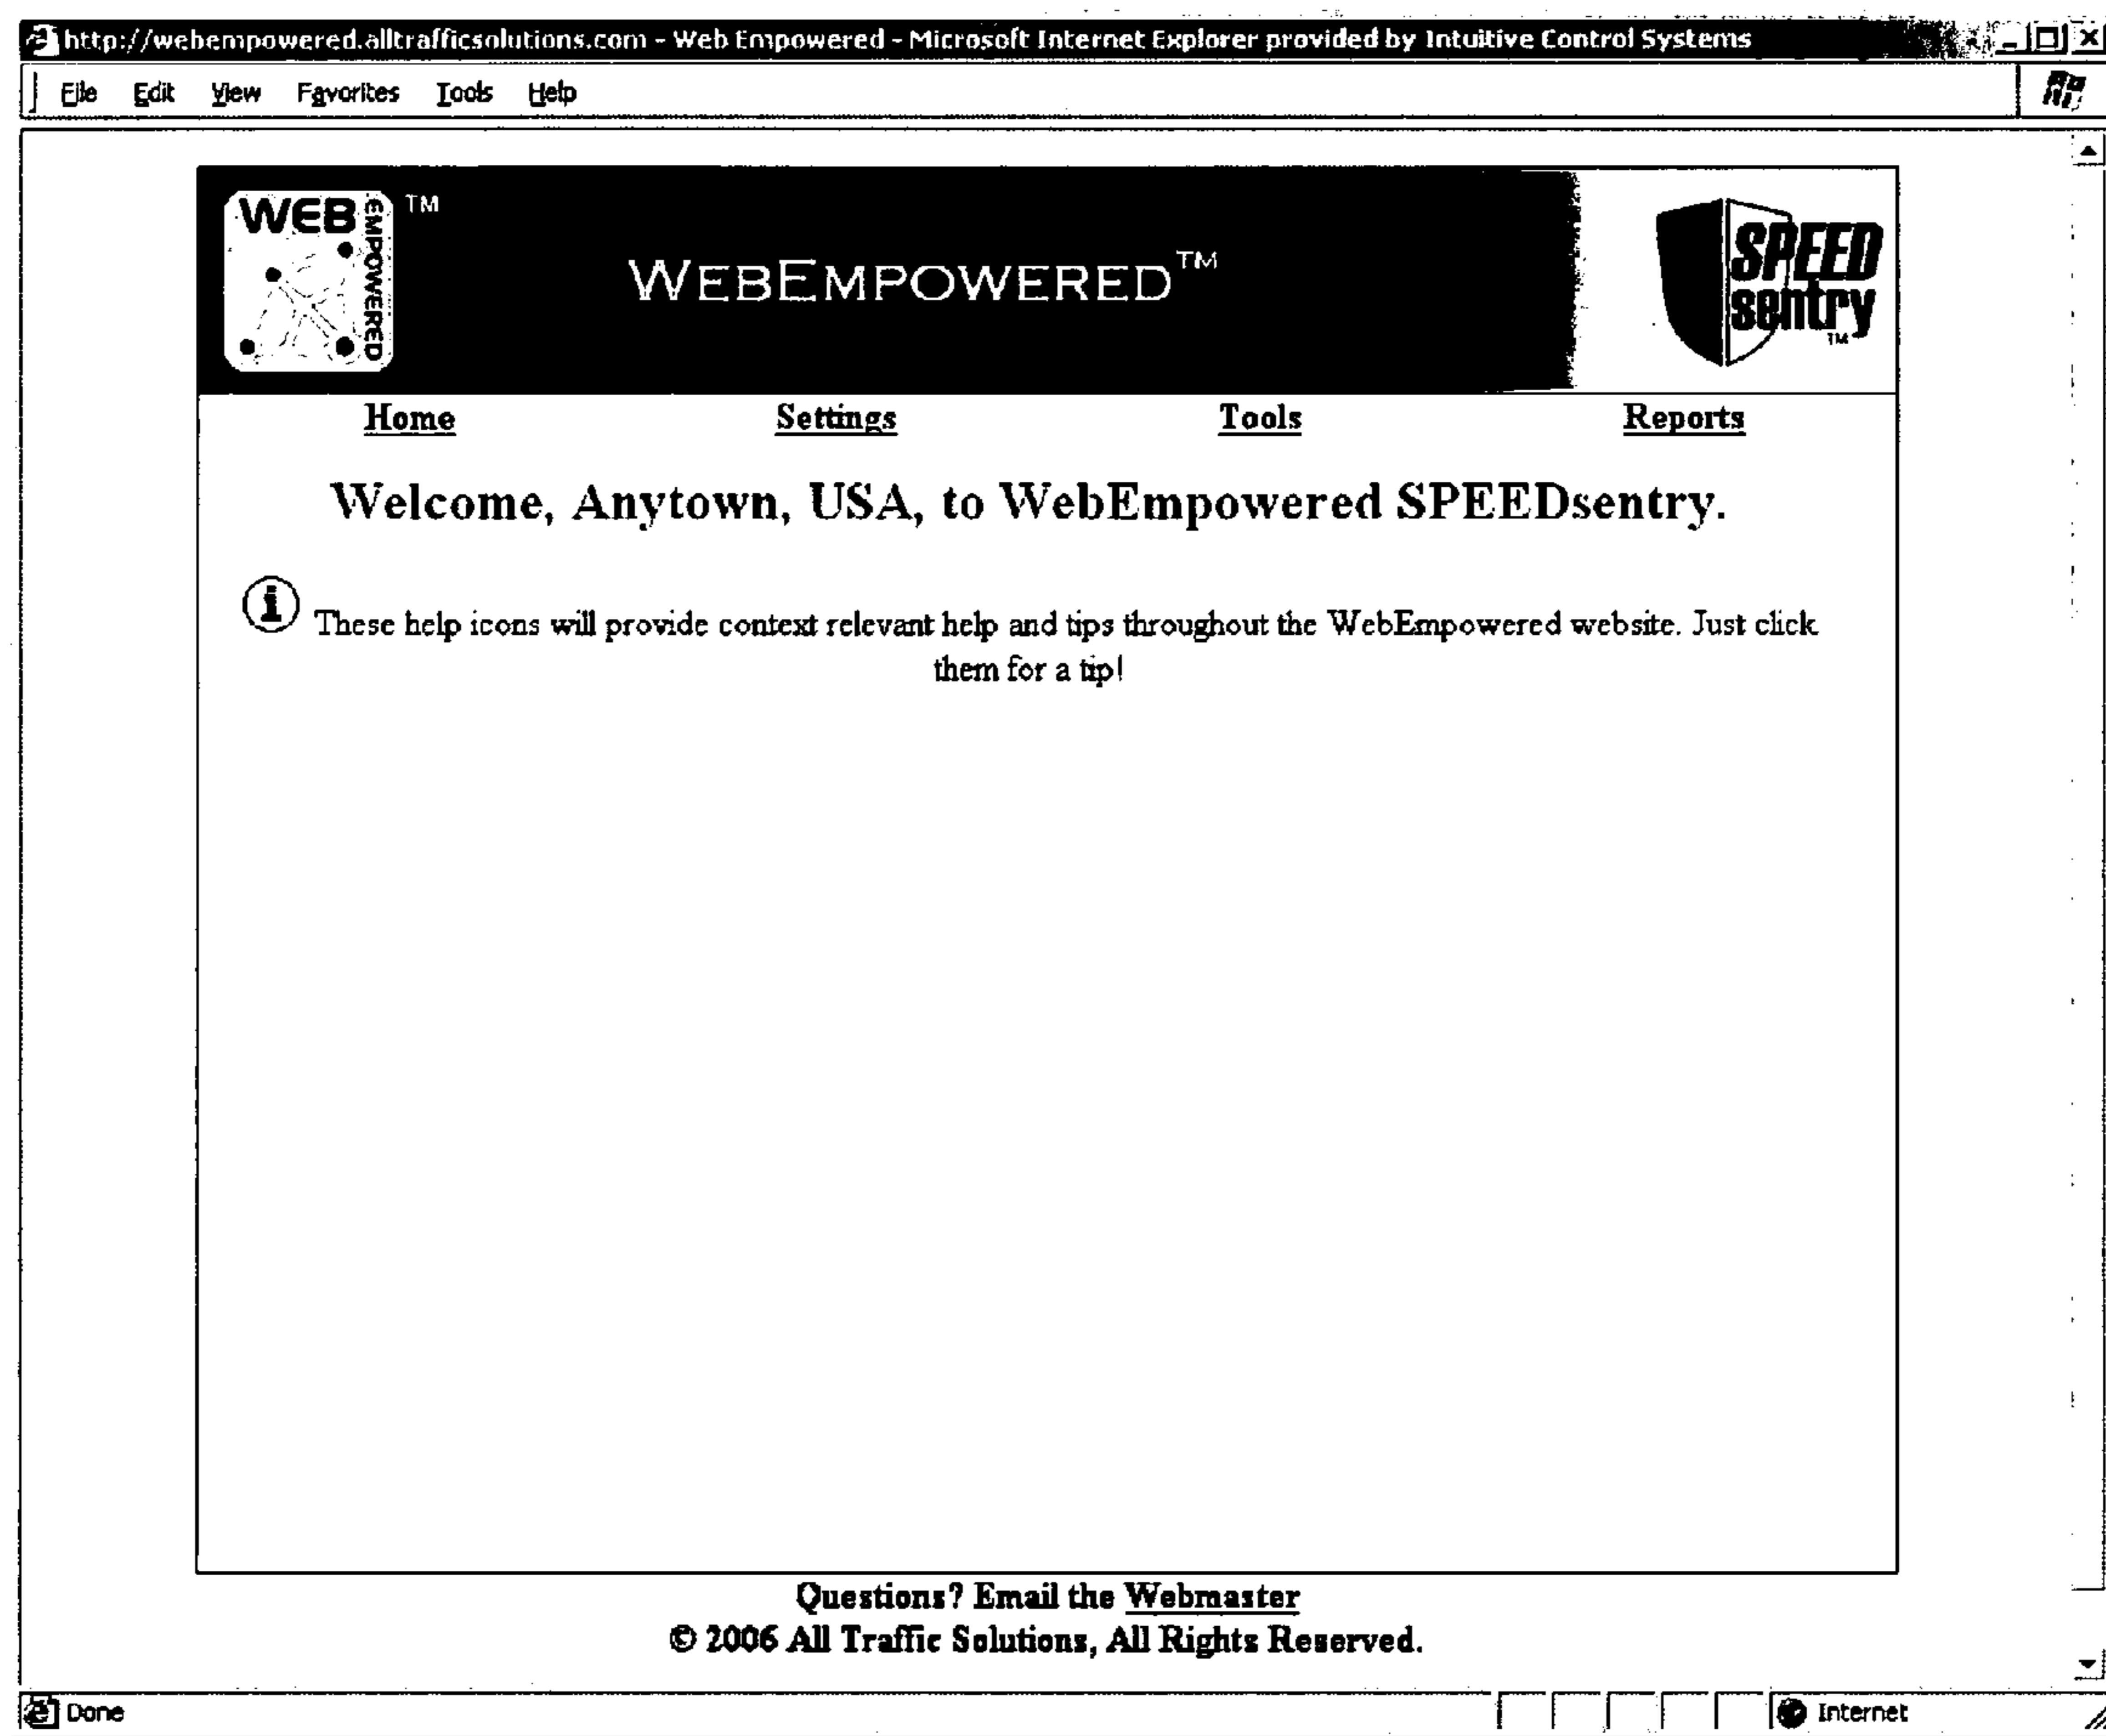 http://webempowered.alltrafficsolutions.com - Web Empowered - Microsoft Internet Explorer provided by Intuitive Control Systems
File Edit View Favorites Tools Help
WEB EMPOWERED TM
WEBEMPOWERED TM
SPEED
sentry
TM
Home Settings Tools Reports
Welcome, Anytown, USA, to WebEmpowered SPEEDsentry.
i These help icons will provide context relevant help and tips throughout the WebEmpowered website. Just click
them for a tip!
Questions? Email the Webmaster
© 2006 All Traffic Solutions, All Rights Reserved.
Done Internet